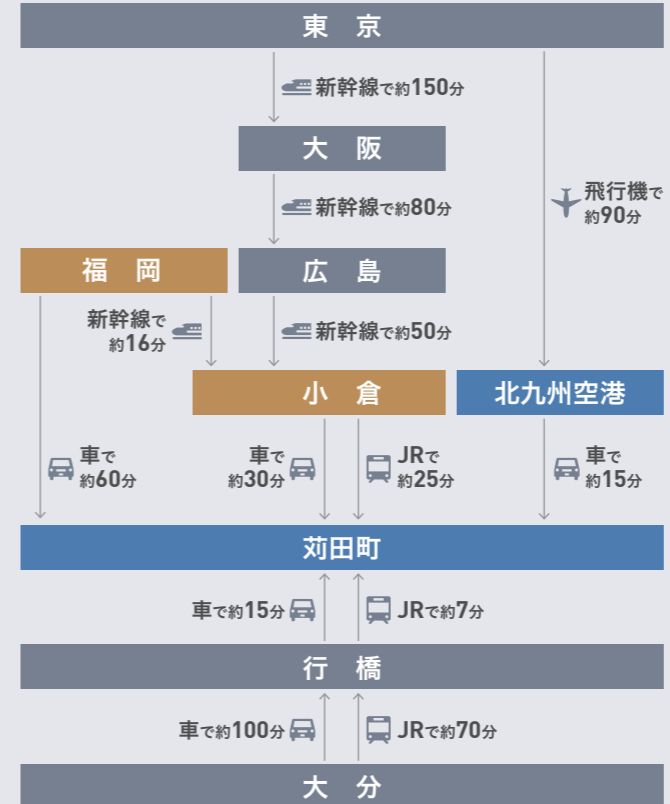 東 京
新幹線で約150分
大 阪
飛行機で
約90分
新幹線で約80分
福 岡
広 島
新幹線で
約16分
新幹線で約50分
小 倉
北九州空港
車で
約60分
車で
約30分
JRで
約25分
車で
約15分
苅田町
車で約15分
JRで約7分
行 橋
車で約100分
JRで約70分
大 分